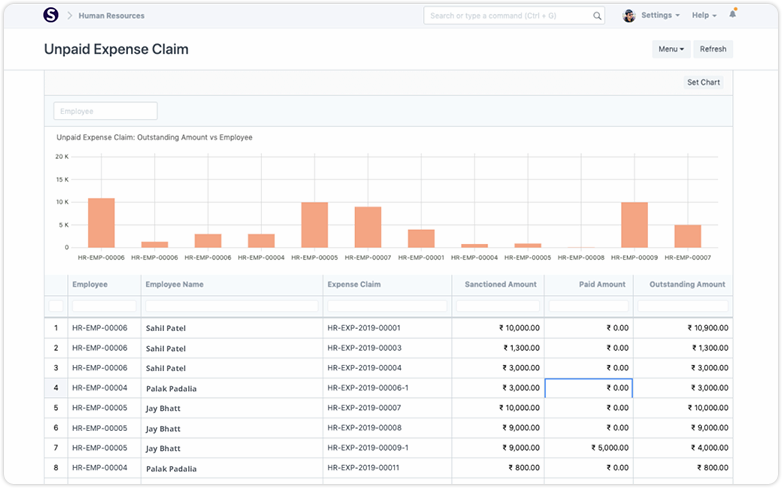 S Human Resources Search or type a command (Ctrl + G) Settings Help
Unpaid Expense Claim Menu Refresh
Set Chart
Employee
Unpaid Expense Claim: Outstanding Amount vs Employee
20 K
15 K
10 K
5 K
0
HR-EMP-00006 HR-EMP-00006 HR-EMP-00006 HR-EMP-00004 HR-EMP-00005 HR-EMP-00007 HR-EMP-00001 HR-EMP-00004 HR-EMP-00005 HR-EMP-00008 HR-EMP-00009 HR-EMP-00007
Employee Employee Name Expense Claim Sanctioned Amount Paid Amount Outstanding Amount
1 HR-EMP-00006 Sahil Patel HR-EXP-2019-00001 ₹ 10,000.00 ₹ 0.00 ₹ 10,900.00
2 HR-EMP-00006 Sahil Patel HR-EXP-2019-00003 ₹ 1,300.00 ₹ 0.00 ₹ 1,300.00
3 HR-EMP-00006 Sahil Patel HR-EXP-2019-00004 ₹ 3,000.00 ₹ 0.00 ₹ 3,000.00
4 HR-EMP-00004 Palak Padalia HR-EXP-2019-00006-1 ₹ 3,000.00 ₹ 0.00 ₹ 3,000.00
5 HR-EMP-00005 Jay Bhatt HR-EXP-2019-00007 ₹ 10,000.00 ₹ 0.00 ₹ 10,000.00
6 HR-EMP-00005 Jay Bhatt HR-EXP-2019-00008 ₹ 9,000.00 ₹ 0.00 ₹ 9,000.00
7 HR-EMP-00005 Jay Bhatt HR-EXP-2019-00009-1 ₹ 9,000.00 ₹ 5,000.00 ₹ 4,000.00
8 HR-EMP-00004 Palak Padalia HR-EXP-2019-00011 ₹ 800.00 ₹ 0.00 ₹ 800.00